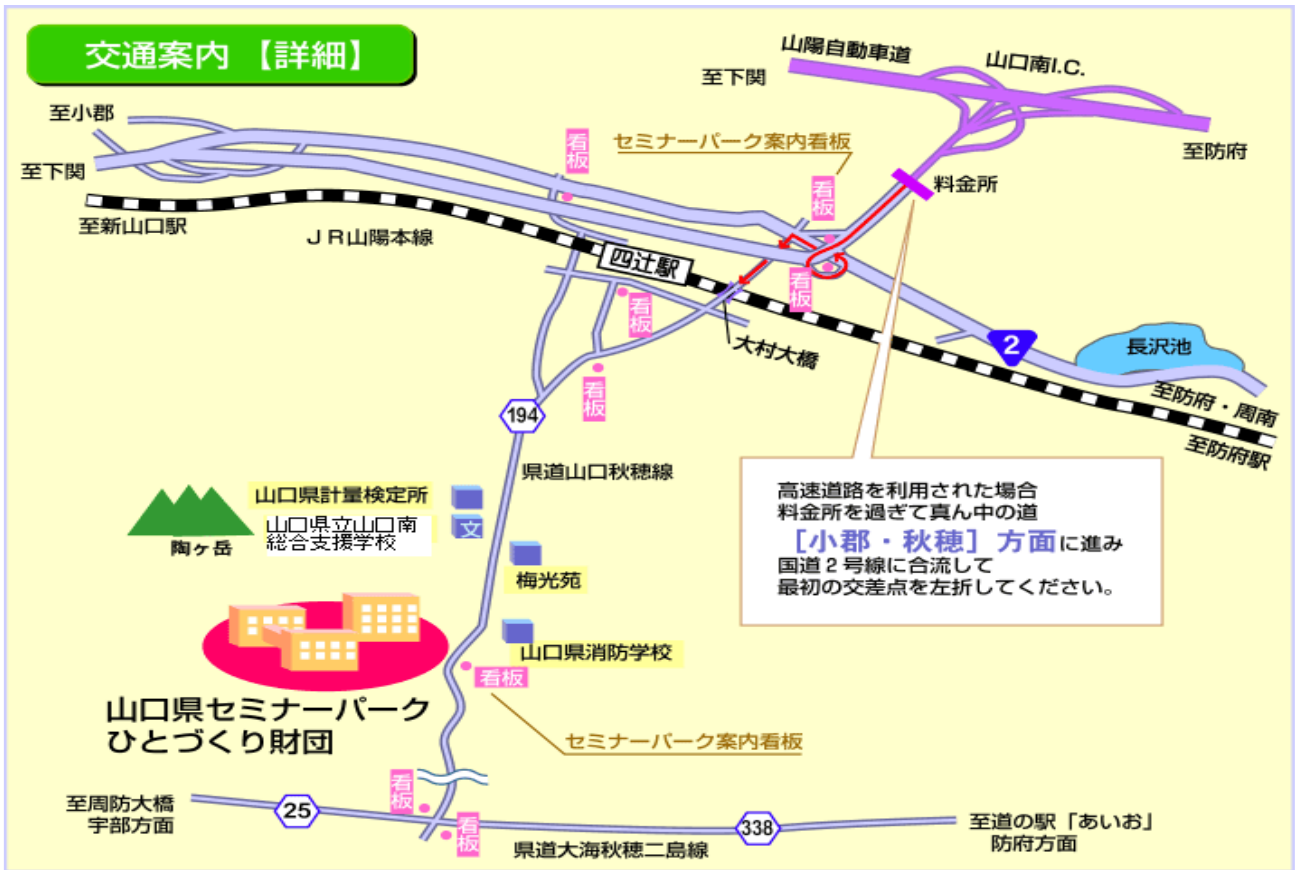 交通案内【詳細】
山陽自動車道
山口南I.C.
至下関
至小郡
至防府
セミナーパーク案内看板
看板
至下関
看板
料金所
至新山口駅
JR山陽本線
四辻駅
看板
看板
大村大橋
2
長沢池
看板
至防府・周南
至防府駅
194
県道山口秋穂線
高速道路を利用された場合
料金所を過ぎて真ん中の道
[小郡・秋穂]方面に進み
国道2号線に合流して
最初の交差点を左折してください。
山口県計量検定所
山口県立山口南
総合支援学校
文
陶ヶ岳
梅光苑
山口県消防学校
看板
山口県セミナーパーク
ひとづくり財団
セミナーパーク案内看板
看板
至周防大橋
宇部方面
25
看板
338
県道大海秋穂二島線
至道の駅「あいお」
防府方面